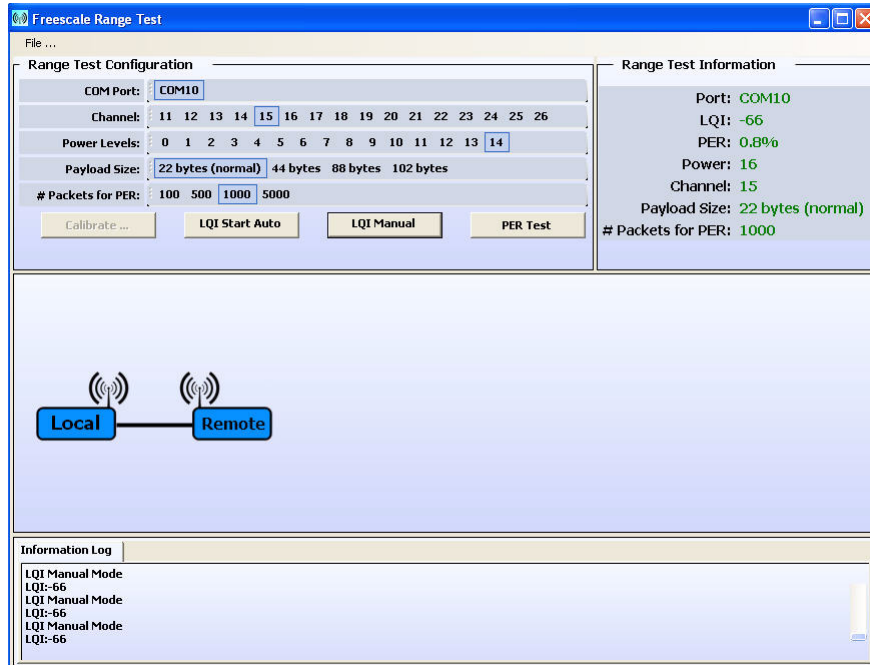 Freescale Range Test
File ...
Range Test Configuration
COM Port: COM10
Channel: 11 12 13 14 15 16 17 18 19 20 21 22 23 24 25 26
Power Levels: 0 1 2 3 4 5 6 7 8 9 10 11 12 13 14
Payload Size: 22 bytes (normal) 44 bytes 88 bytes 102 bytes
# Packets for PER: 100 500 1000 5000
Calibrate ... LQI Start Auto LQI Manual PER Test
Range Test Information
Port: COM10
LQI: -66
PER: 0.8%
Power: 16
Channel: 15
Payload Size: 22 bytes (normal)
# Packets for PER: 1000
Local Remote
Information Log
LQI Manual Mode
LQI:-66
LQI Manual Mode
LQI:-66
LQI Manual Mode
LQI:-66